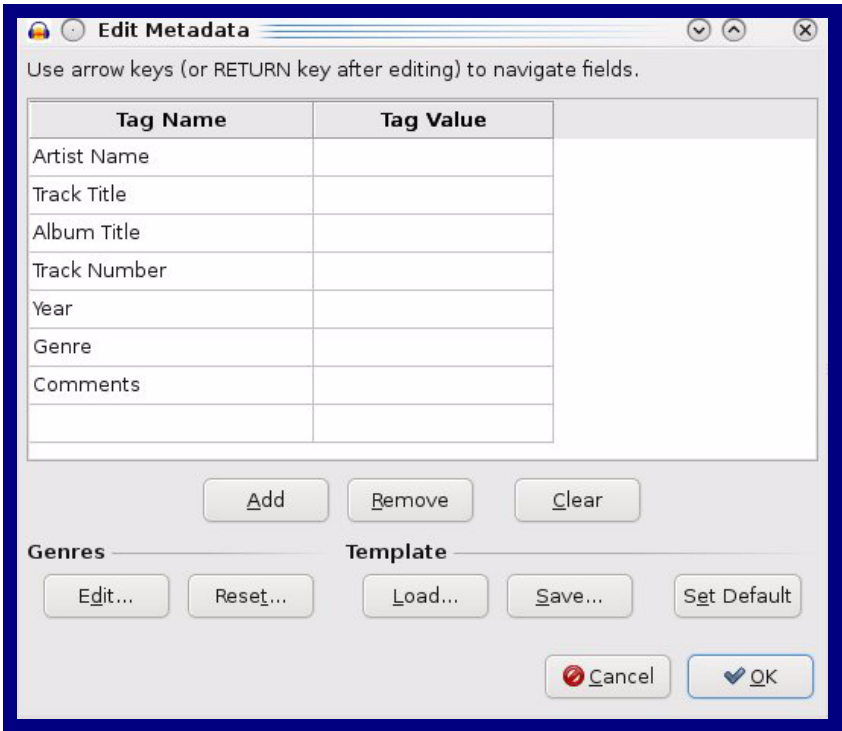 Edit Metadata
Use arrow keys (or RETURN key after editing) to navigate fields.
Tag Name Tag Value
Artist Name
Track Title
Album Title
Track Number
Year
Genre
Comments
Add Remove Clear
Genres Template
Edit... Reset... Load... Save... Set Default
Cancel OK